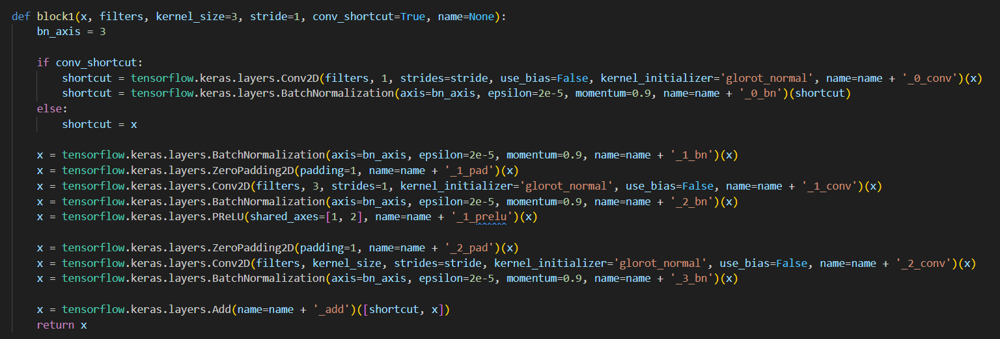 def block1(x, filters, kernel_size=3, stride=1, conv_shortcut=True, name=None):
    bn_axis = 3

    if conv_shortcut:
        shortcut = tensorflow.keras.layers.Conv2D(filters, 1, strides=stride, use_bias=False, kernel_initializer='glorot_normal', name=name + '_0_conv')(x)
        shortcut = tensorflow.keras.layers.BatchNormalization(axis=bn_axis, epsilon=2e-5, momentum=0.9, name=name + '_0_bn')(shortcut)
    else:
        shortcut = x

    x = tensorflow.keras.layers.BatchNormalization(axis=bn_axis, epsilon=2e-5, momentum=0.9, name=name + '_1_bn')(x)
    x = tensorflow.keras.layers.ZeroPadding2D(padding=1, name=name + '_1_pad')(x)
    x = tensorflow.keras.layers.Conv2D(filters, 3, strides=1, kernel_initializer='glorot_normal', use_bias=False, name=name + '_1_conv')(x)
    x = tensorflow.keras.layers.BatchNormalization(axis=bn_axis, epsilon=2e-5, momentum=0.9, name=name + '_2_bn')(x)
    x = tensorflow.keras.layers.PReLU(shared_axes=[1, 2], name=name + '_1_prelu')(x)

    x = tensorflow.keras.layers.ZeroPadding2D(padding=1, name=name + '_2_pad')(x)
    x = tensorflow.keras.layers.Conv2D(filters, kernel_size, strides=stride, kernel_initializer='glorot_normal', use_bias=False, name=name + '_2_conv')(x)
    x = tensorflow.keras.layers.BatchNormalization(axis=bn_axis, epsilon=2e-5, momentum=0.9, name=name + '_3_bn')(x)

    x = tensorflow.keras.layers.Add(name=name + '_add')([shortcut, x])
    return x